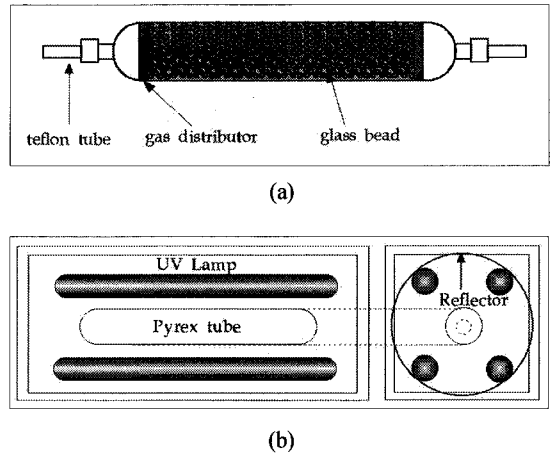 teflon tube
gas distributor
glass bead
(a)
UV Lamp
Pyrex tube
Reflector
(b)